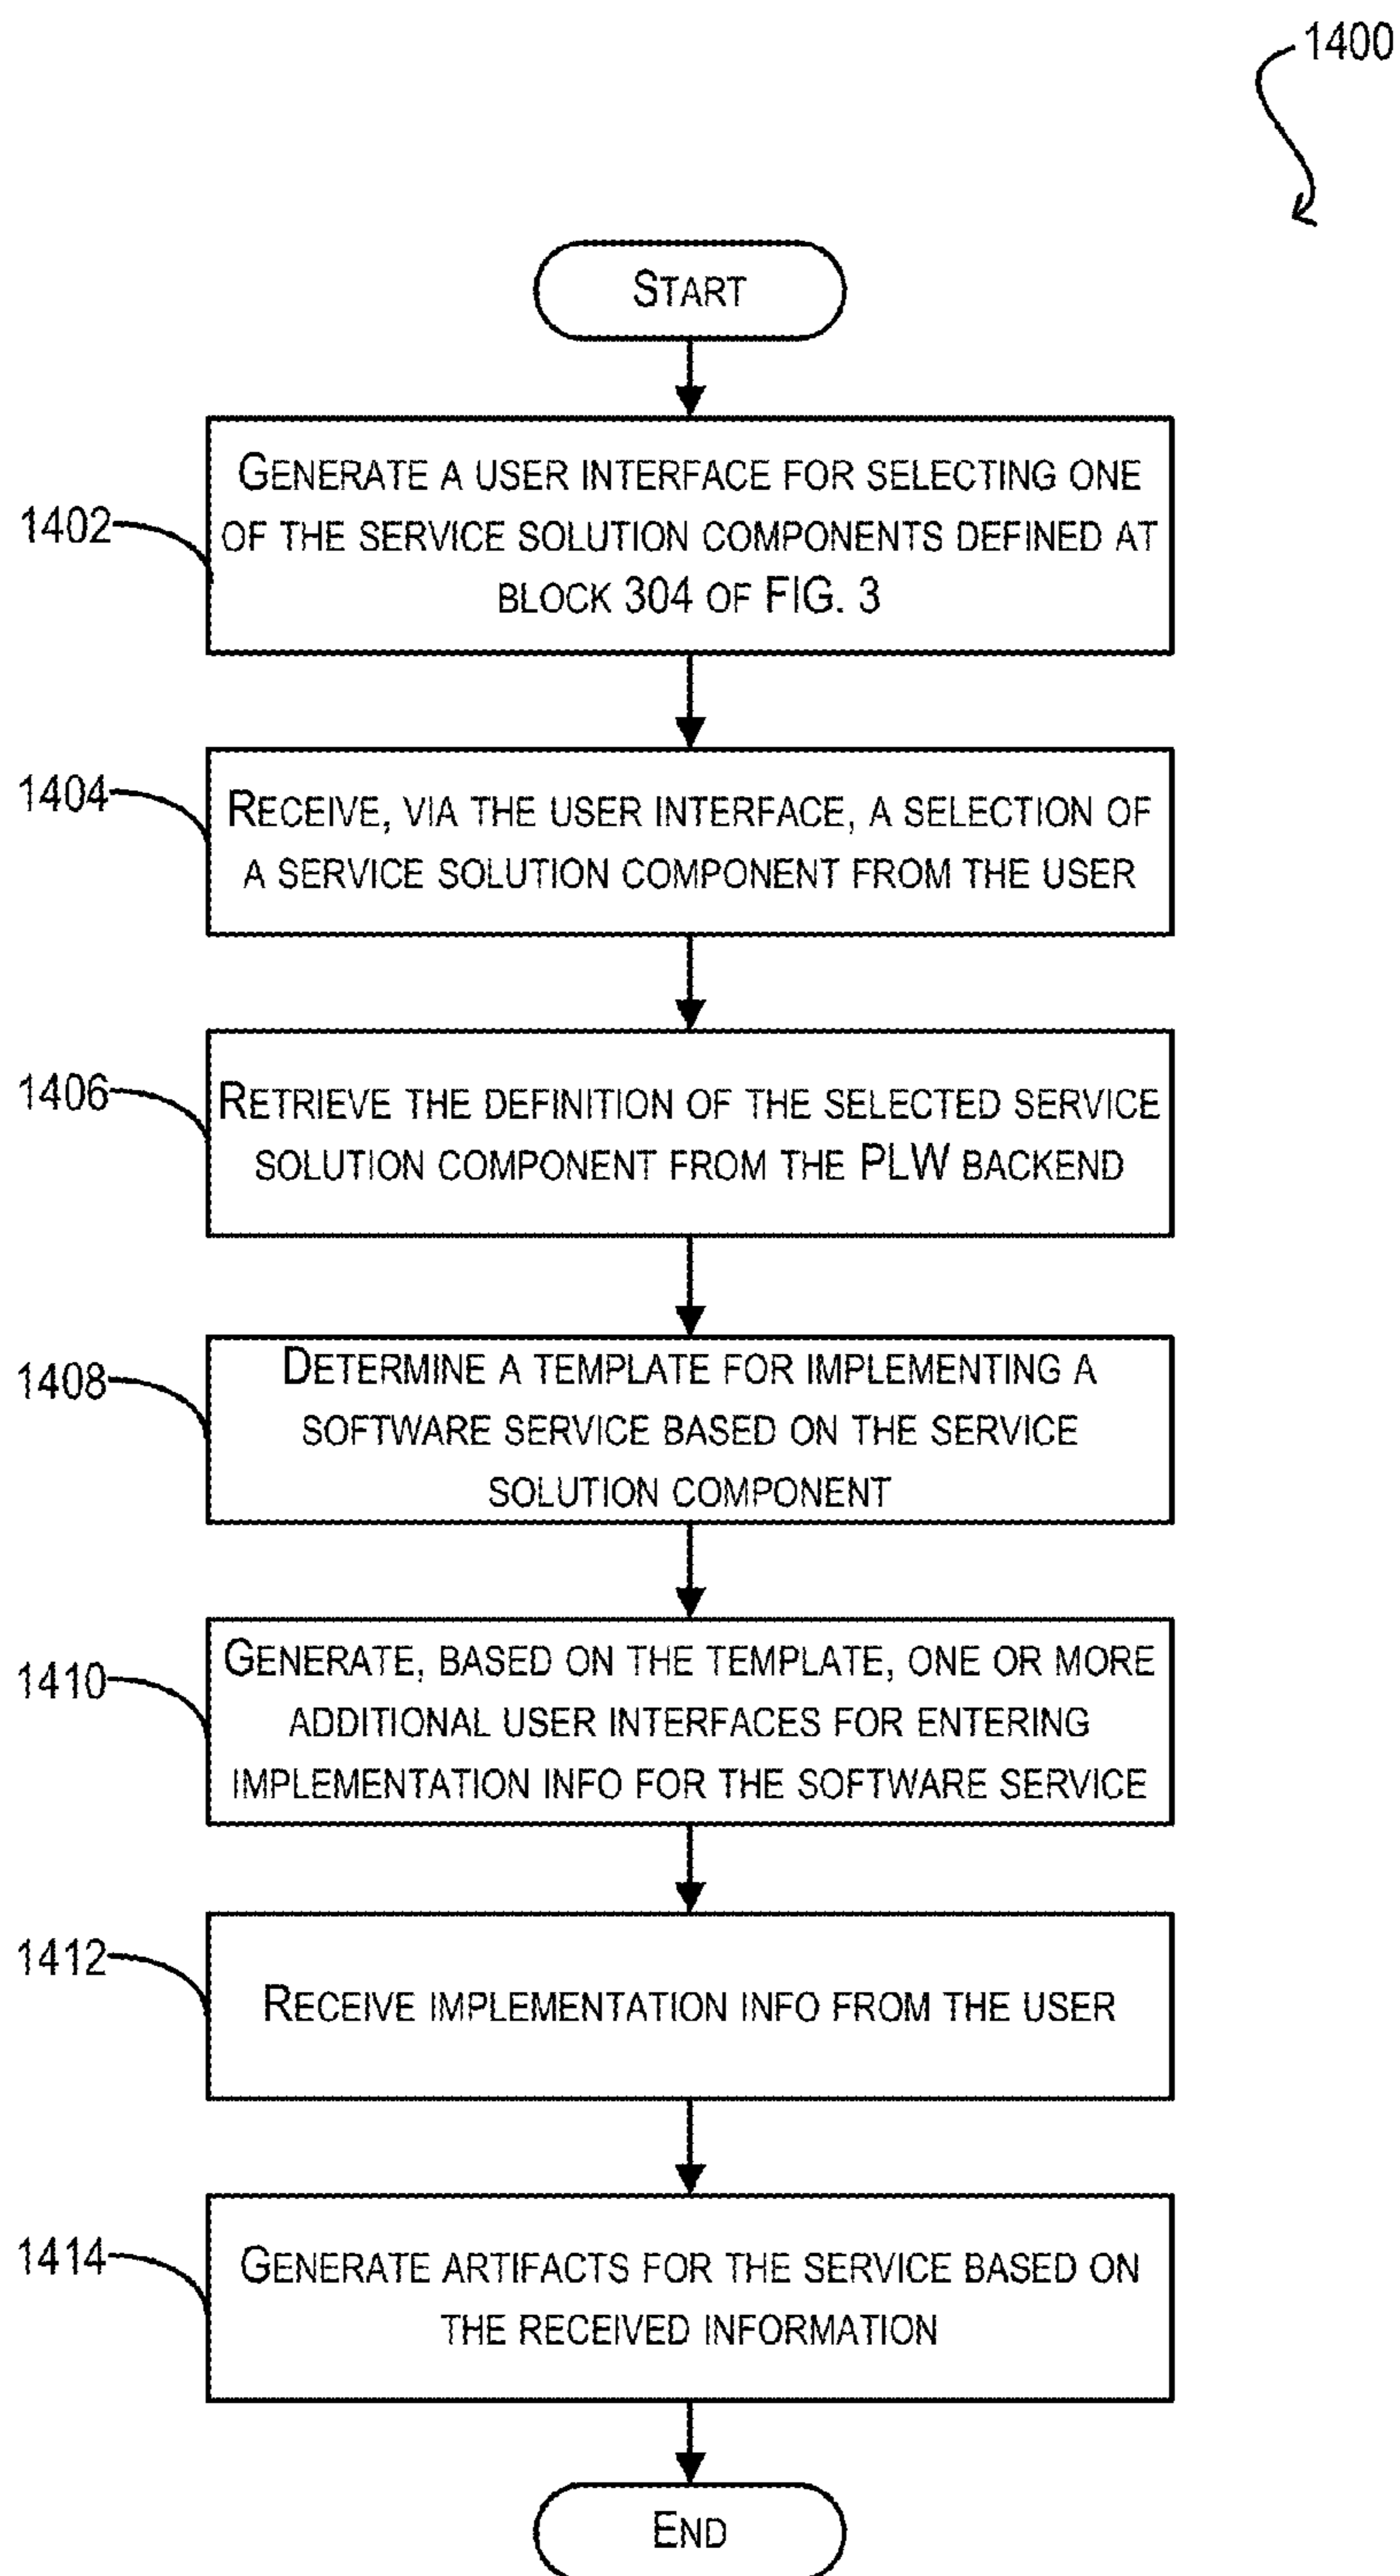 1400
START
GENERATE A USER INTERFACE FOR SELECTING ONE
1402
OF THE SERVICE SOLUTION COMPONENTS DEFINED AT
BLOCK 304 OF FIG. 3
1404
RECEIVE, VIA THE USER INTERFACE, A SELECTION OF
A SERVICE SOLUTION COMPONENT FROM THE USER
1406
RETRIEVE THE DEFINITION OF THE SELECTED SERVICE
SOLUTION COMPONENT FROM THE PLW BACKEND
1408
DETERMINE A TEMPLATE FOR IMPLEMENTING A
SOFTWARE SERVICE BASED ON THE SERVICE
SOLUTION COMPONENT
1410
GENERATE, BASED ON THE TEMPLATE, ONE OR MORE
ADDITIONAL USER INTERFACES FOR ENTERING
IMPLEMENTATION INFO FOR THE SOFTWARE SERVICE
1412
RECEIVE IMPLEMENTATION INFO FROM THE USER
1414
GENERATE ARTIFACTS FOR THE SERVICE BASED ON
THE RECEIVED INFORMATION
END